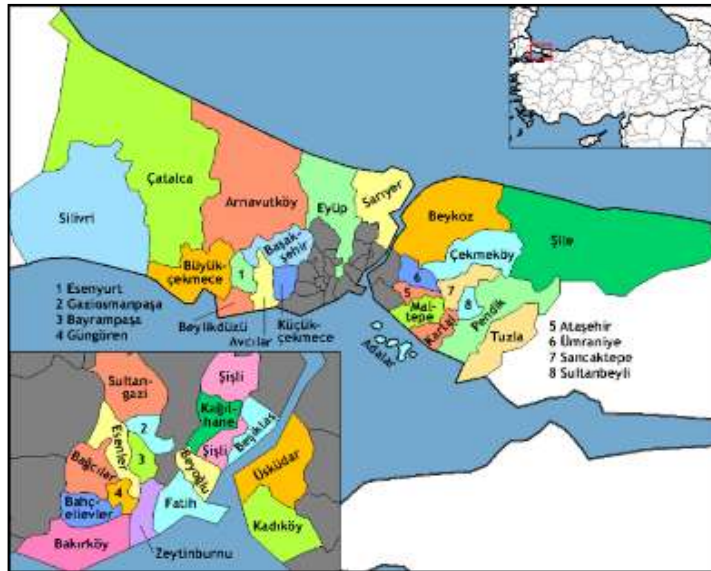 Silivri
Çatalca
Arnavutköy
Eyüp
Sarıyer
Büyük-
çekmece
1
Başak-
şehir
Beylikdüzü
Avcılar
Küçük-
çekmece
Beykoz
Şile
Çekmeköy
6
5
7
8
Mal-
tepe
Kartal
Pendik
Tuzla
Adalar
1 Esenyurt
2 Gaziosmanpaşa
3 Bayrampaşa
4 Güngören
5 Ataşehir
6 Ümraniye
7 Sancaktepe
8 Sultanbeyli
Sultan-
gazi
Şişli
Kağıt-
hane
Şişli
Beşiktaş
2
Esenler
3
Bağcılar
4
Beyoğlu
Üsküdar
Bahç-
elievler
Fatih
Kadıköy
Bakırköy
Zeytinburnu